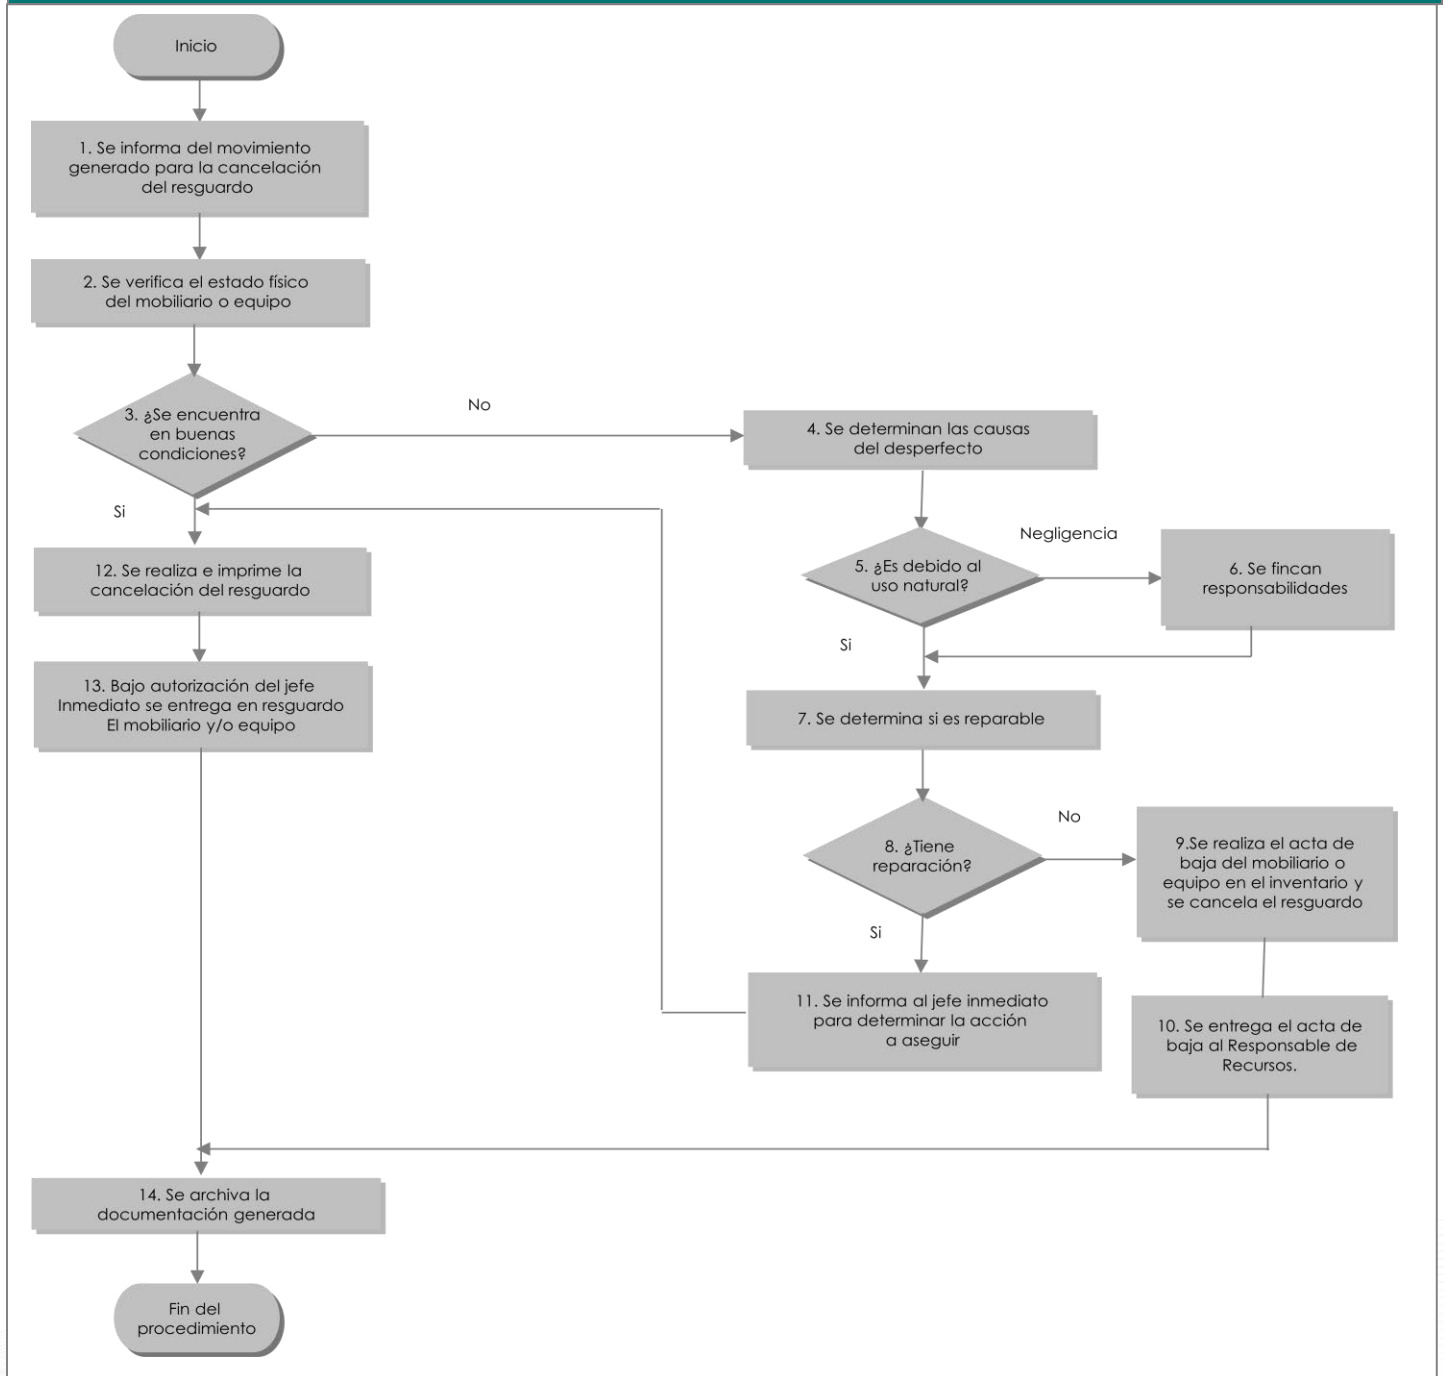 Inicio
1. Se informa del movimiento
generado para la cancelación
del resguardo
2. Se verifica el estado físico
del mobiliario o equipo
3. ¿Se encuentra
en buenas
condiciones?
No
Si
4. Se determinan las causas
del desperfecto
5. ¿Es debido al
uso natural?
Negligencia
6. Se fincan
responsabilidades
Si
7. Se determina si es reparable
8. ¿Tiene
reparación?
No
9.Se realiza el acta de
baja del mobiliario o
equipo en el inventario y
se cancela el resguardo
10. Se entrega el acta de
baja al Responsable de
Recursos.
Si
11. Se informa al jefe inmediato
para determinar la acción
a aseguir
12. Se realiza e imprime la
cancelación del resguardo
13. Bajo autorización del jefe
Inmediato se entrega en resguardo
El mobiliario y/o equipo
14. Se archiva la
documentación generada
Fin del
procedimiento